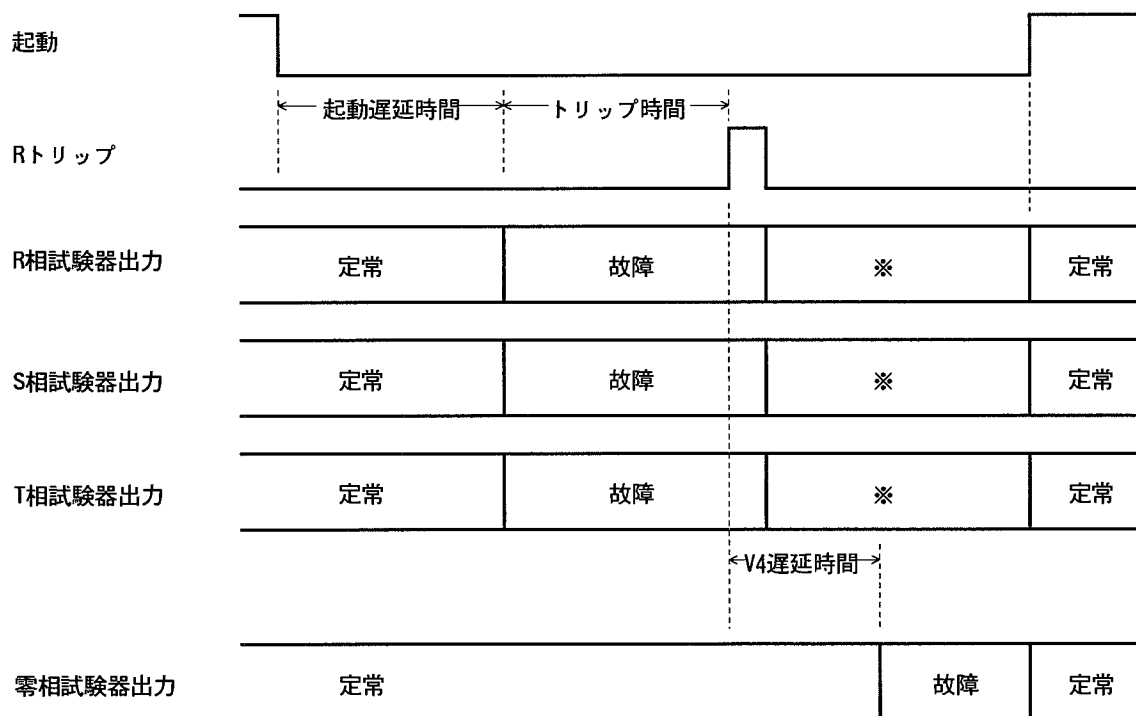 起動
起動遅延時間 トリップ時間
Rトリップ
R相試験器出力 定常 故障 ※ 定常
S相試験器出力 定常 故障 ※ 定常
T相試験器出力 定常 故障 ※ 定常
V4遅延時間
零相試験器出力 定常 故障 定常